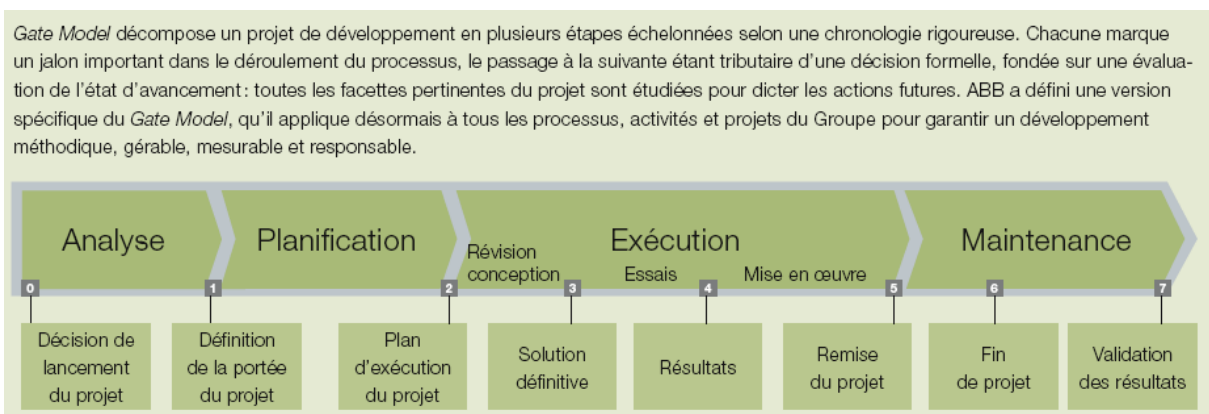 Gate Model décompose un projet de développement en plusieurs étapes échelonnées selon une chronologie rigoureuse. Chacune marque
un jalon important dans le déroulement du processus, le passage à la suivante étant tributaire d'une décision formelle, fondée sur une évalua-
tion de l'état d'avancement : toutes les facettes pertinentes du projet sont étudiées pour dicter les actions futures. ABB a défini une version
spécifique du Gate Model, qu'il applique désormais à tous les processus, activités et projets du Groupe pour garantir un développement
méthodique, gérable, mesurable et responsable.
Analyse
Planification
Exécution
Maintenance
Révision
conception
Essais
Mise en œuvre
0
1
2
3
4
5
6
7
Décision de
lancement
du projet
Définition
de la portée
du projet
Plan
d'exécution
du projet
Solution
définitive
Résultats
Remise
du projet
Fin
de projet
Validation
des résultats